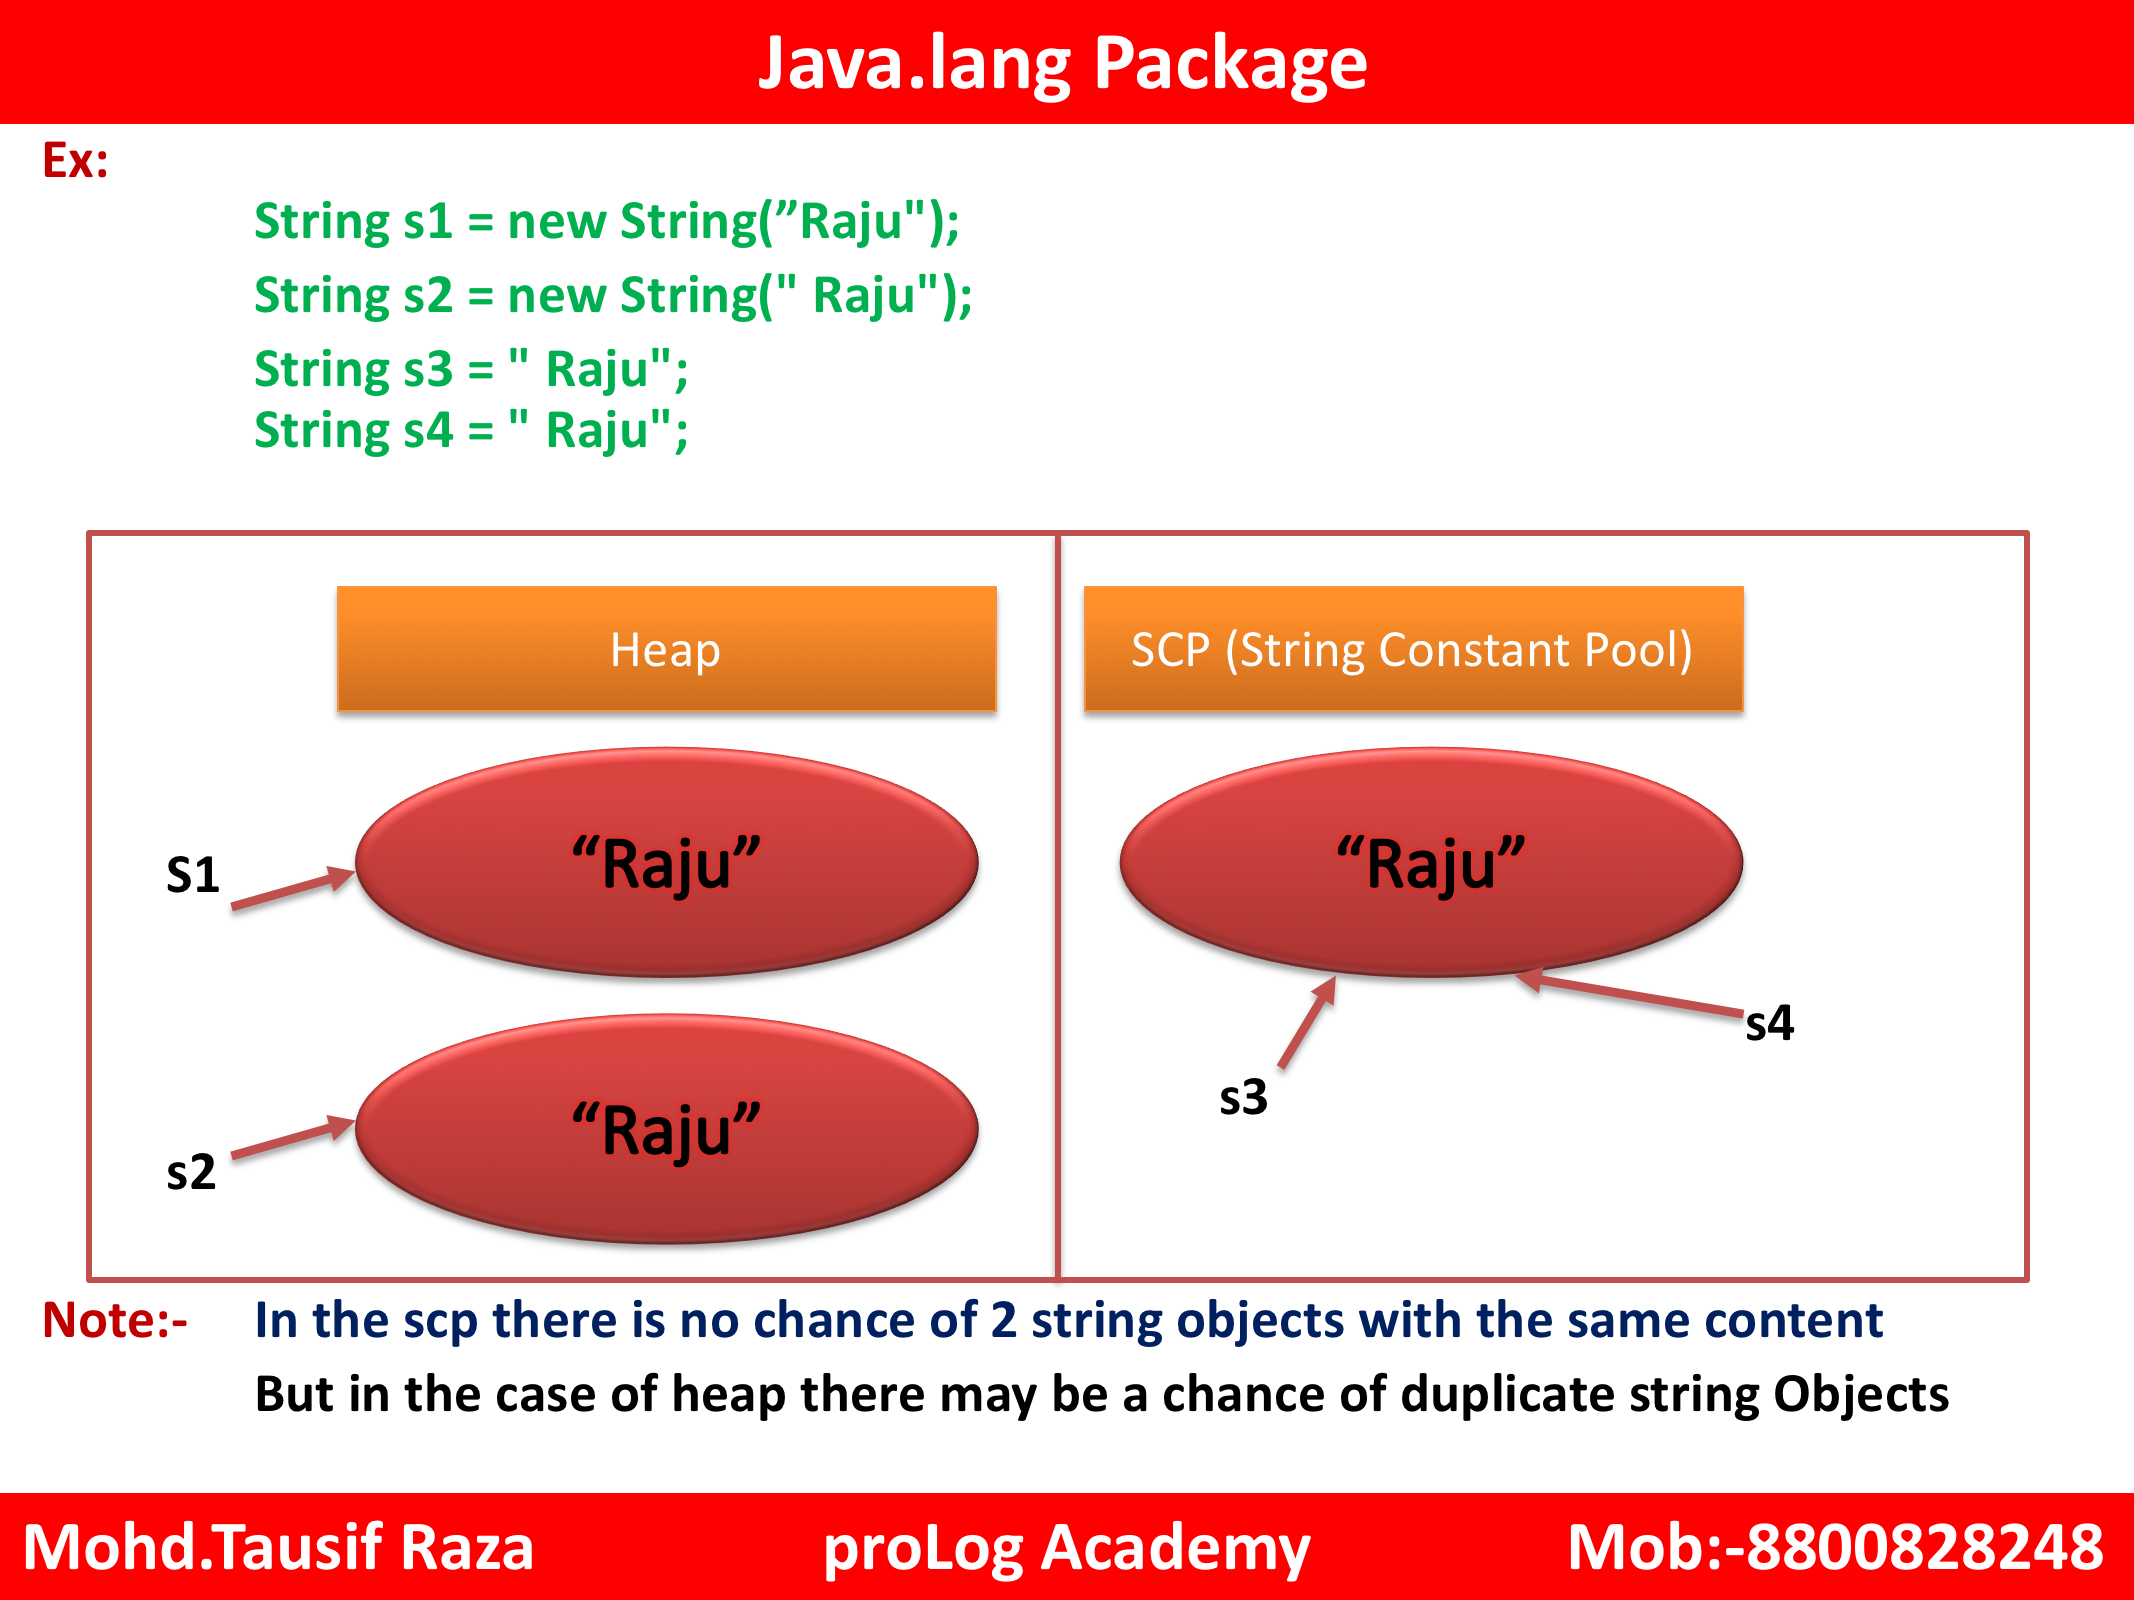 Java.lang Package
Ex:
String s1 = new String(”Raju");
String s2 = new String(" Raju");
String s3 = " Raju";
String s4 = " Raju";
Heap
SCP (String Constant Pool)
“Raju”
“Raju”
S1
s4
s3
“Raju”
s2
Note:- In the scp there is no chance of 2 string objects with the same content
But in the case of heap there may be a chance of duplicate string Objects
Mohd.Tausif Raza proLog Academy Mob:-8800828248